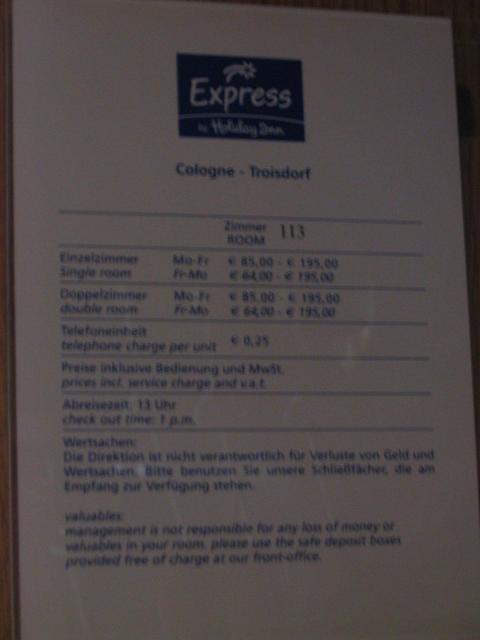 Express
by Holiday Inn
Cologne - Troisdorf
Zimmer
ROOM 113
Einzelzimmer Mo-Fr € 85,00 - € 195,00
Single room Fr-Mo € 64,00 - € 195,00
Doppelzimmer Mo-Fr € 85,00 - € 195,00
double room Fr-Mo € 64,00 - € 195,00
Telefoneinheit
telephone charge per unit € 0,25
Preise inklusive Bedienung und MwSt.
prices incl. service charge and v.a.t.
Abreisezeit: 13 Uhr
check out time: 1 p.m.
Wertsachen:
Die Direktion ist nicht verantwortlich für Verluste von Geld und
Wertsachen. Bitte benutzen Sie unsere Schließfächer, die am
Empfang zur Verfügung stehen.
valuables:
management is not responsible for any loss of money or
valuables in your room. please use the safe deposit boxes
provided free of charge at our front-office.